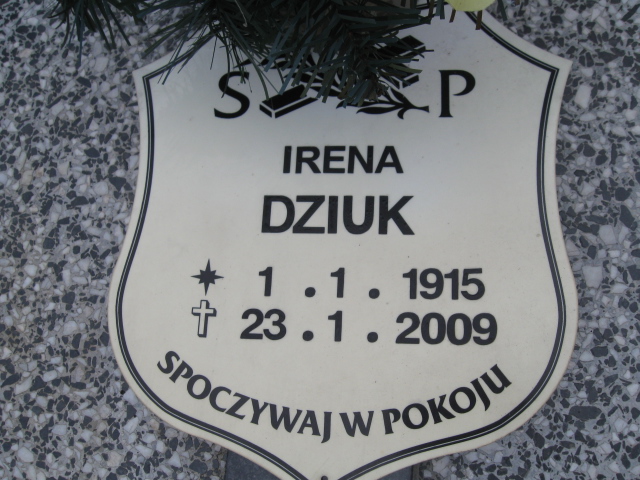 Ś P
IRENA
DZIUK
1 . 1 . 1915
23 . 1 . 2009
SPOCZYWAJ W POKOJU